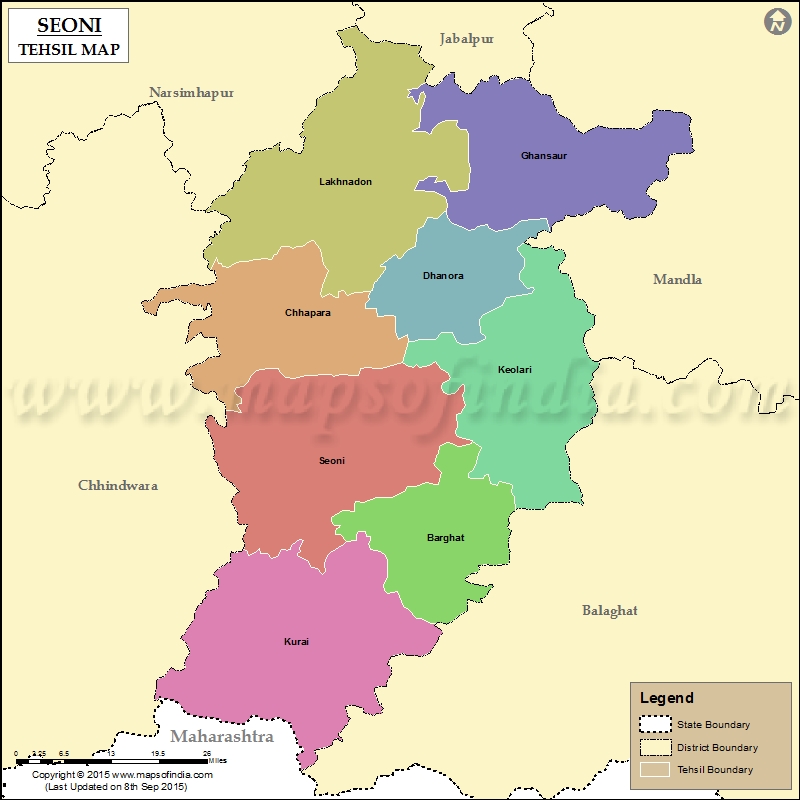 SEONI
TEHSIL MAP
N
Jabalpur
Narsimhapur
Ghansaur
Lakhnadon
Dhanora
Mandla
Chhapara
Keolari
www.mapsofindia.com
Seoni
Chhindwara
Barghat
Balaghat
Kurai
Maharashtra
0 3.25 6.5 13 19.5 26
Miles
Copyright © 2015 www.mapsofindia.com
(Last Updated on 8th Sep 2015)
Legend
State Boundary
District Boundary
Tehsil Boundary